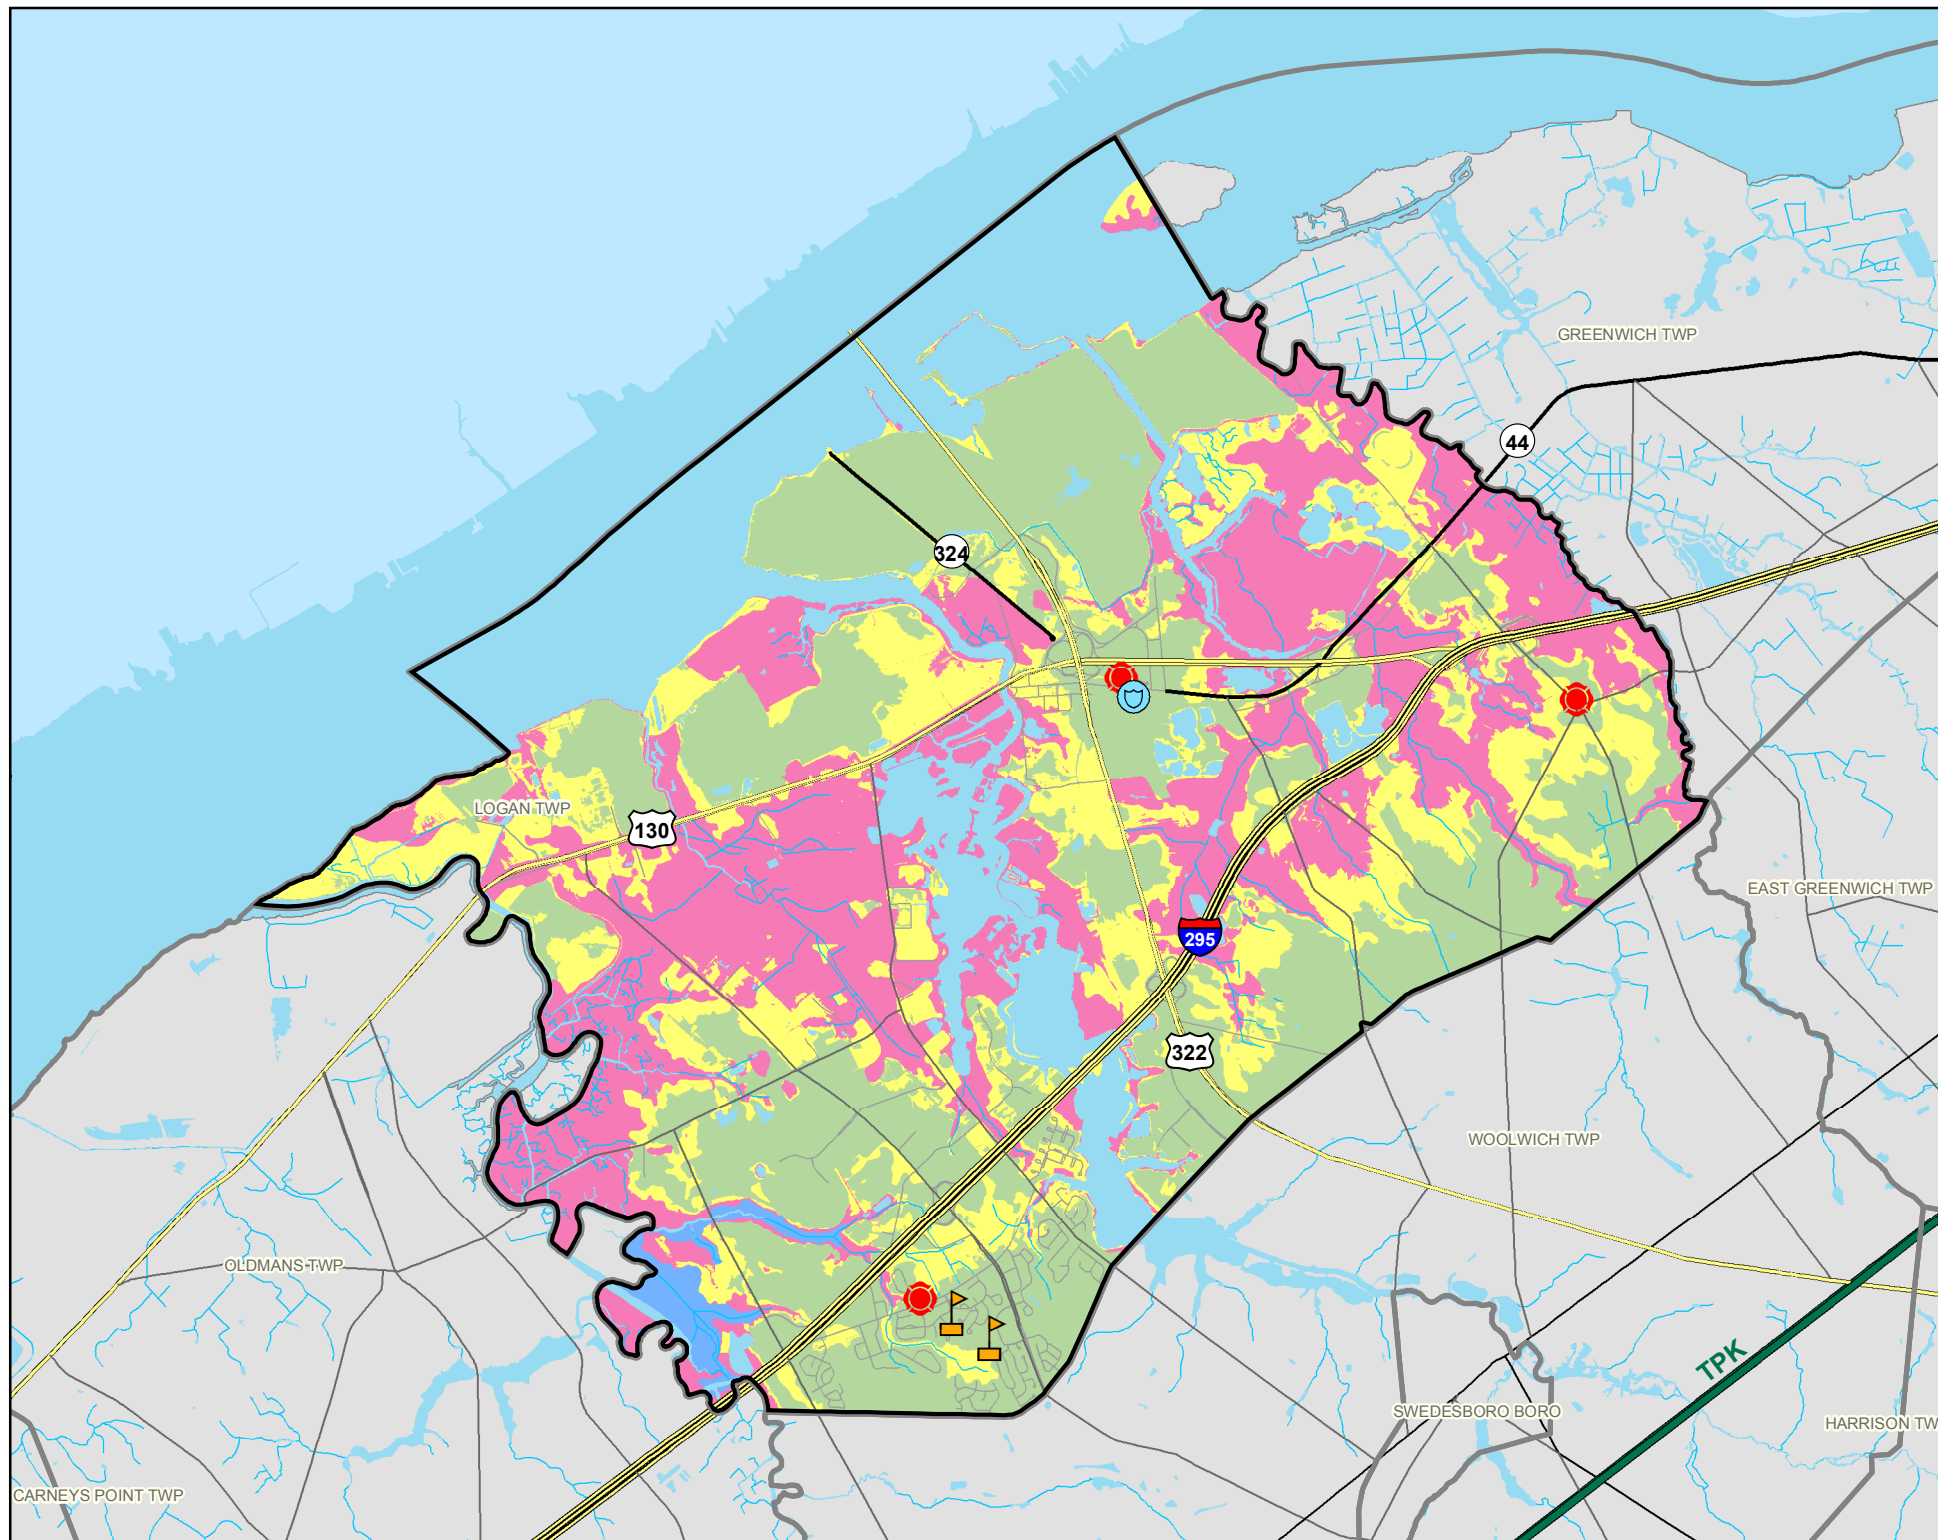 GREENWICH TWP
44
324
LOGAN TWP
130
EAST GREENWICH TWP
295
322
WOOLWICH TWP
OLDMANS TWP
TPK
SWEDESBORO BORO
HARRISON TW
CARNEYS POINT TWP